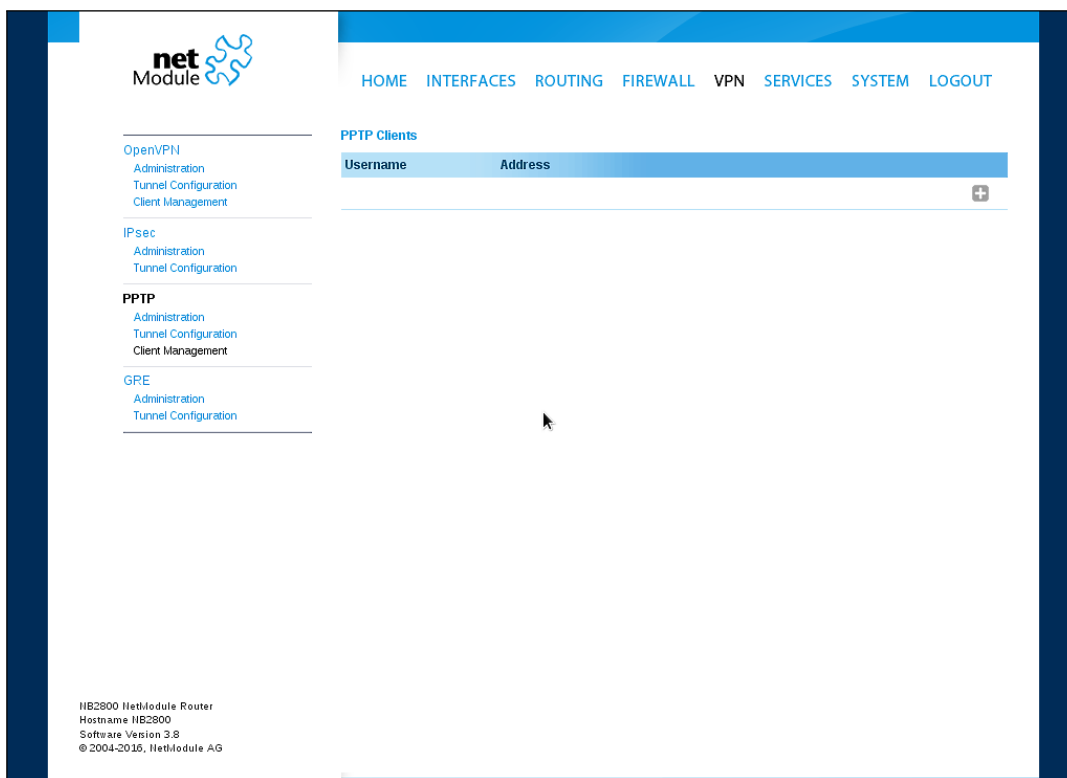 net
Module
HOME INTERFACES ROUTING FIREWALL VPN SERVICES SYSTEM LOGOUT
OpenVPN
Administration
Tunnel Configuration
Client Management
IPsec
Administration
Tunnel Configuration
PPTP
Administration
Tunnel Configuration
Client Management
GRE
Administration
Tunnel Configuration
PPTP Clients
Username Address
NB2800 NetModule Router
Hostname NB2800
Software Version 3.8
© 2004-2016, NetModule AG